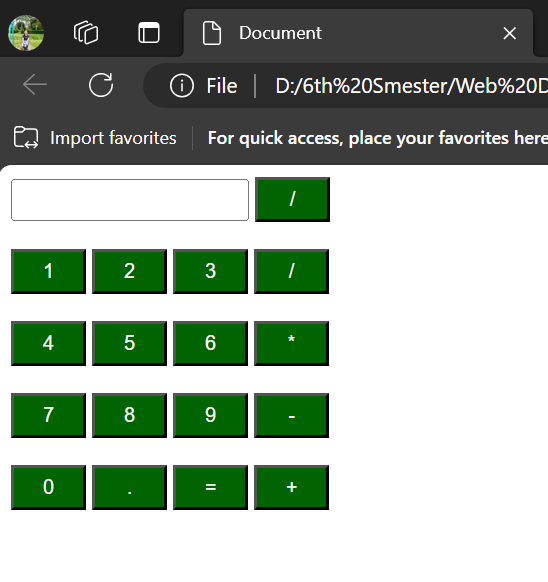 Document
File | D:/6th%20Smester/Web%20D
Import favorites | For quick access, place your favorites here
/
1 2 3 /
4 5 6 *
7 8 9 -
0 . = +